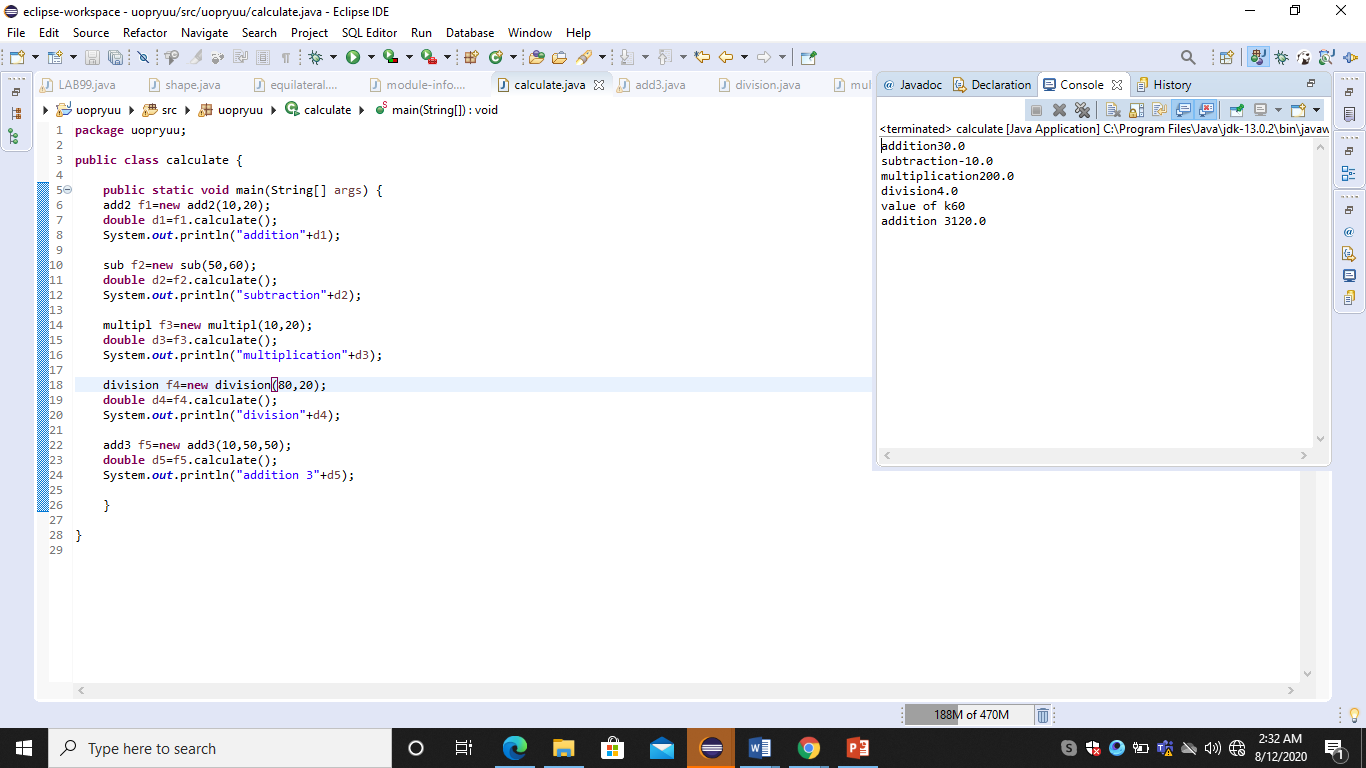 eclipse-workspace - uopryuu/src/uopryuu/calculate.java - Eclipse IDE
File Edit Source Refactor Navigate Search Project SQL Editor Run Database Window Help
LAB99.java shape.java equilateral.... module-info.... calculate.java add3.java division.java mul
uopryuu src uopryuu calculate main(String[]) : void
1 package uopryuu;
2
3 public class calculate {
4
5 public static void main(String[] args) {
6 add2 f1=new add2(10,20);
7 double d1=f1.calculate();
8 System.out.println("addition"+d1);
9
10 sub f2=new sub(50,60);
11 double d2=f2.calculate();
12 System.out.println("subtraction"+d2);
13
14 multipl f3=new multipl(10,20);
15 double d3=f3.calculate();
16 System.out.println("multiplication"+d3);
17
18 division f4=new division(80,20);
19 double d4=f4.calculate();
20 System.out.println("division"+d4);
21
22 add3 f5=new add3(10,50,50);
23 double d5=f5.calculate();
24 System.out.println("addition 3"+d5);
25
26 }
27
28 }
29
@ Javadoc Declaration Console History
<terminated> calculate [Java Application] C:\Program Files\Java\jdk-13.0.2\bin\javaw
addition30.0
subtraction-10.0
multiplication200.0
division4.0
value of k60
addition 3120.0
188M of 470M
Type here to search
2:32 AM
8/12/2020
1